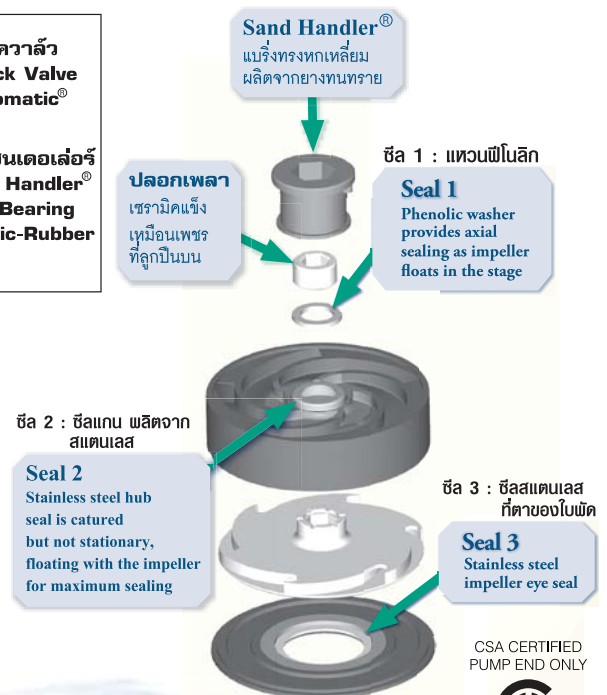 ควาล์ว
ck Valve
omatic®
นเดอเล่อร์
Handler®
Bearing
ic-Rubber
Sand Handler®
แบริ่งทรงหกเหลี่ยม
ผลิตจากยางทนทราย
ปลอกเพลา
เซรามิคแข็ง
เหมือนเพชร
ที่ลูกปืนบน
ซีล 1 : แหวนฟีโนลิก
Seal 1
Phenolic washer
provides axial
sealing as impeller
floats in the stage
ซีล 2 : ซีลแกน ผลิตจาก
สแตนเลส
Seal 2
Stainless steel hub
seal is catured
but not stationary,
floating with the impeller
for maximum sealing
ซีล 3 : ซีลสแตนเลส
ที่ตาของใบพัด
Seal 3
Stainless steel
impeller eye seal
CSA CERTIFIED
PUMP END ONLY